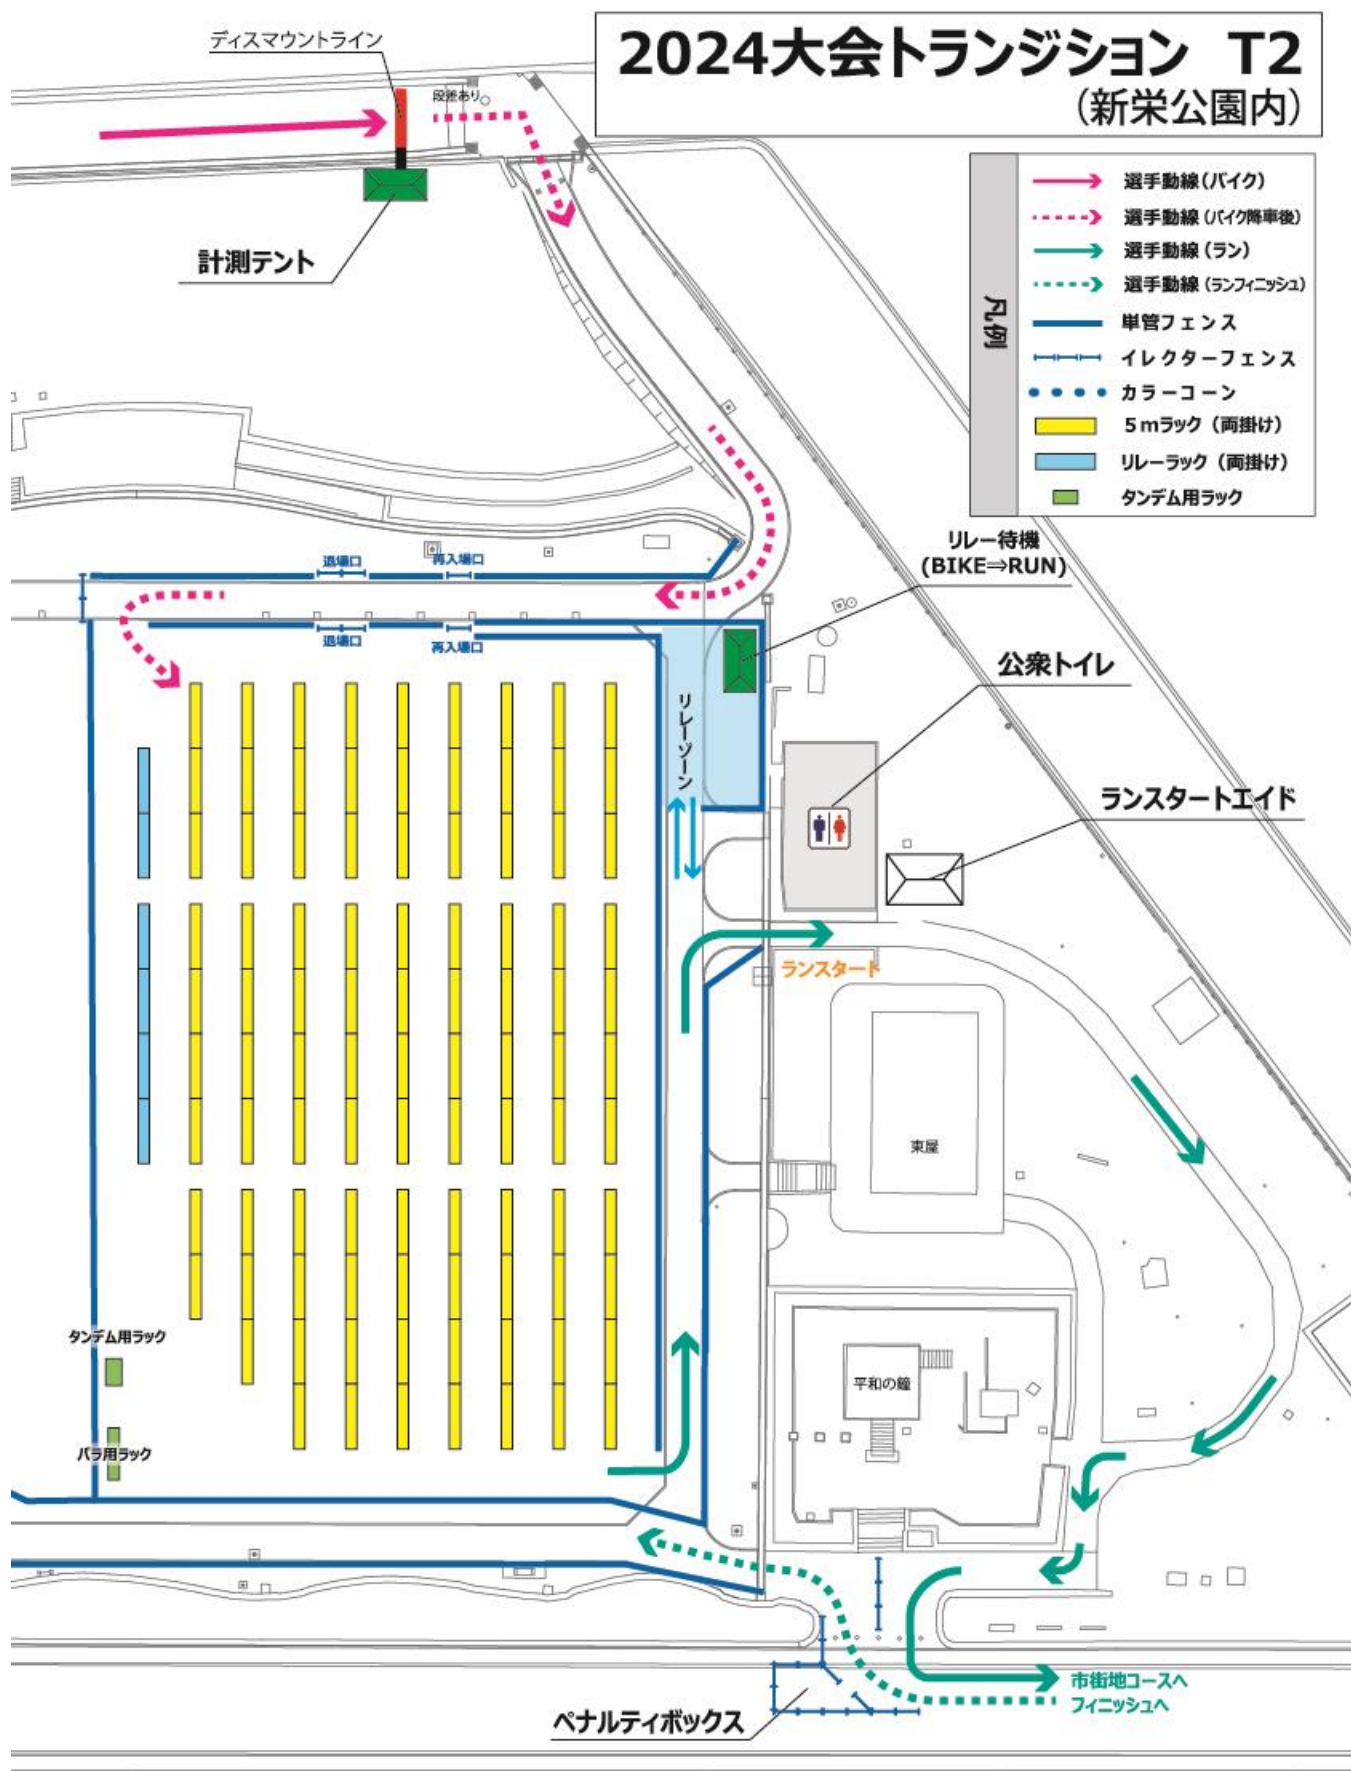 2024大会トランジション T2
（新栄公園内）
ディスマウントライン
段差あり
計測テント
凡例
選手動線（バイク）
選手動線（バイク降車後）
選手動線（ラン）
選手動線（ランフィニッシュ）
単管フェンス
イレクターフェンス
カラーコーン
5mラック（両掛け）
リレーラック（両掛け）
タンデム用ラック
リレー待機
(BIKE⇒RUN)
退場口
再入場口
退場口
再入場口
公衆トイレ
リレーゾーン
ランスタートエイド
ランスタート
東屋
タンデム用ラック
平和の鐘
パラ用ラック
市街地コースへ
フィニッシュへ
ペナルティボックス